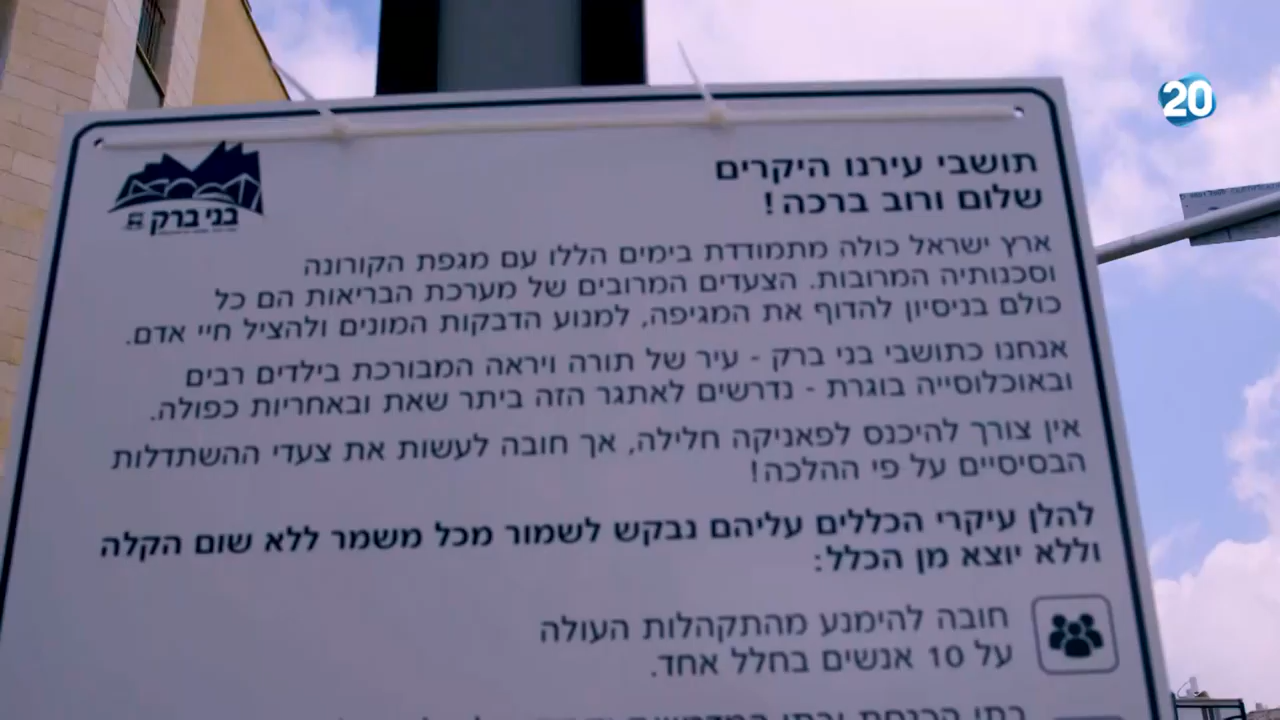 20
בני ברק
תושבי עירנו היקרים
שלום ורוב ברכה!
ארץ ישראל כולה מתמודדת בימים הללו עם מגפת הקורונה
וסכנותיה המרובות. הצעדים המרובים של מערכת הבריאות הם כל
כולם בניסיון להדוף את המגיפה, למנוע הדבקות המונים ולהציל חיי אדם.
אנחנו כתושבי בני ברק - עיר של תורה ויראה המבורכת בילדים רבים
ובאוכלוסייה בוגרת - נדרשים לאתגר הזה ביתר שאת ובאחריות כפולה.
אין צורך להיכנס לפאניקה חלילה, אך חובה לעשות את צעדי ההשתדלות
הבסיסיים על פי ההלכה!
להלן עיקרי הכללים עליהם נבקש לשמור מכל משמר ללא שום הקלה
וללא יוצא מן הכלל:
חובה להימנע מהתקהלות העולה
על 10 אנשים בחלל אחד.
בתי הכנסת ובתי המדרשות